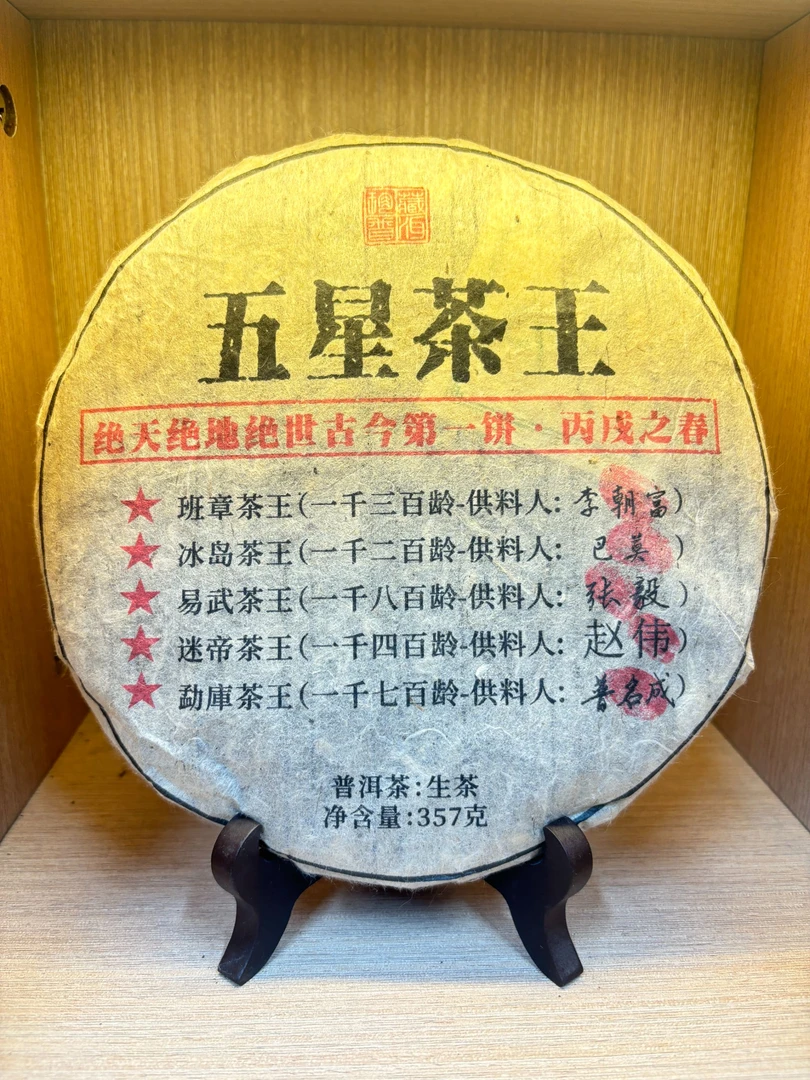 五星茶王
绝天绝地绝世古今第一饼·丙戌之春
班章茶王(一千三百龄-供料人: 李朝富)
冰岛茶王(一千二百龄-供料人: 巴英)
易武茶王(一千八百龄-供料人: 张毅)
迷帝茶王(一千四百龄-供料人: 赵伟)
勐庫茶王(一千七百龄-供料人: 普名成)
普洱茶:生茶
净含量:357克